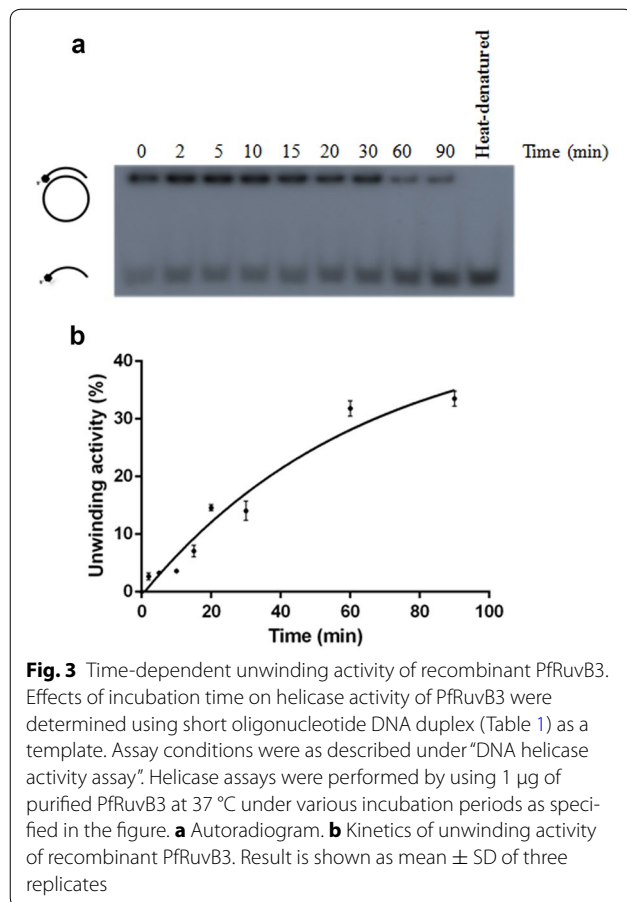 a
Heat-denatured
0 2 5 10 15 20 30 60 90 Time (min)
b
Unwinding activity (%)
40
30
20
10
0
0 20 40 60 80 100
Time (min)
Fig. 3 Time-dependent unwinding activity of recombinant PfRuvB3.
Effects of incubation time on helicase activity of PfRuvB3 were
determined using short oligonucleotide DNA duplex (Table 1) as a
template. Assay conditions were as described under “DNA helicase
activity assay”. Helicase assays were performed by using 1 µg of
purified PfRuvB3 at 37 °C under various incubation periods as speci-
fied in the figure. a Autoradiogram. b Kinetics of unwinding activity
of recombinant PfRuvB3. Result is shown as mean ± SD of three
replicates